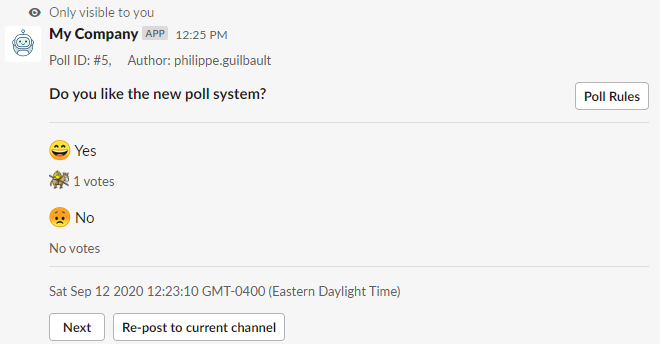 Only visible to you
My Company APP 12:25 PM
Poll ID: #5, Author: philippe.guilbault
Do you like the new poll system?
Poll Rules
Yes
1 votes
No
No votes
Sat Sep 12 2020 12:23:10 GMT-0400 (Eastern Daylight Time)
Next
Re-post to current channel